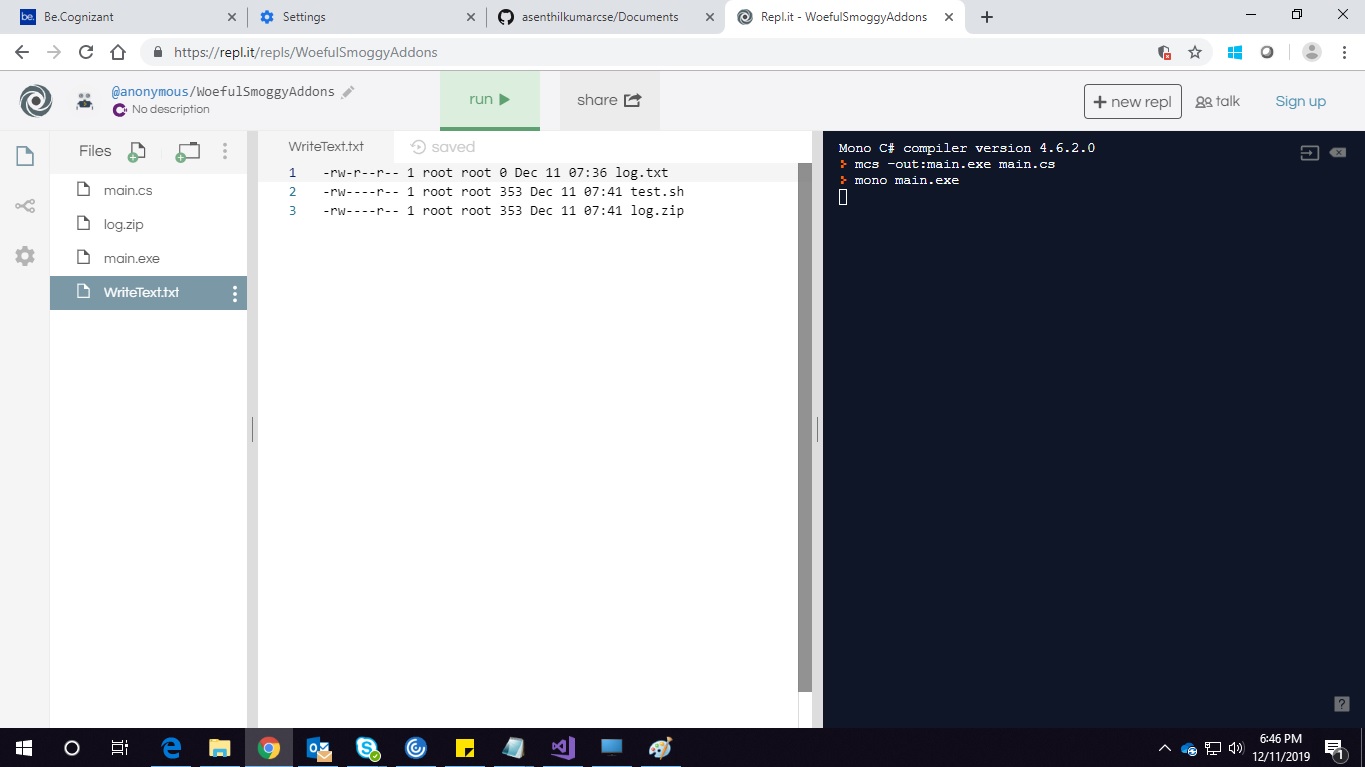 be. Be.Cognizant
Settings
asenthilkumarcse/Documents
Repl.it - WoefulSmoggyAddons
https://repl.it/repls/WoefulSmoggyAddons
@anonymous/WoefulSmoggyAddons
No description
run
share
+ new repl
talk
Sign up
Files
main.cs
log.zip
main.exe
WriteText.txt
WriteText.txt
saved
1 -rw-r--r-- 1 root root 0 Dec 11 07:36 log.txt
2 -rw----r-- 1 root root 353 Dec 11 07:41 test.sh
3 -rw----r-- 1 root root 353 Dec 11 07:41 log.zip
Mono C# compiler version 4.6.2.0
mcs -out:main.exe main.cs
mono main.exe
?
6:46 PM
12/11/2019
1